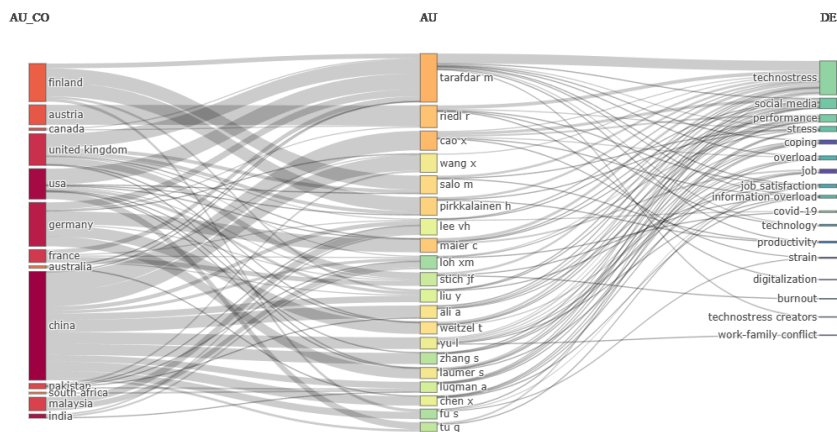 AU_CO
AU
DE
finland
austria
canada
united kingdom
usa
germany
france
australia
china
pakistan
south africa
malaysia
india
tarafdar m
riedl r
cao x
wang x
salo m
pirkkalainen h
lee vh
maier c
loh xm
stich jf
liu y
ali a
weitzel t
yu l
zhang s
laumer s
luqman a
chen x
fu s
tu q
technostress
social-media
performance
stress
coping
overload
job
job satisfaction
information overload
covid-19
technology
productivity
strain
digitalization
burnout
technostress creators
work-family conflict